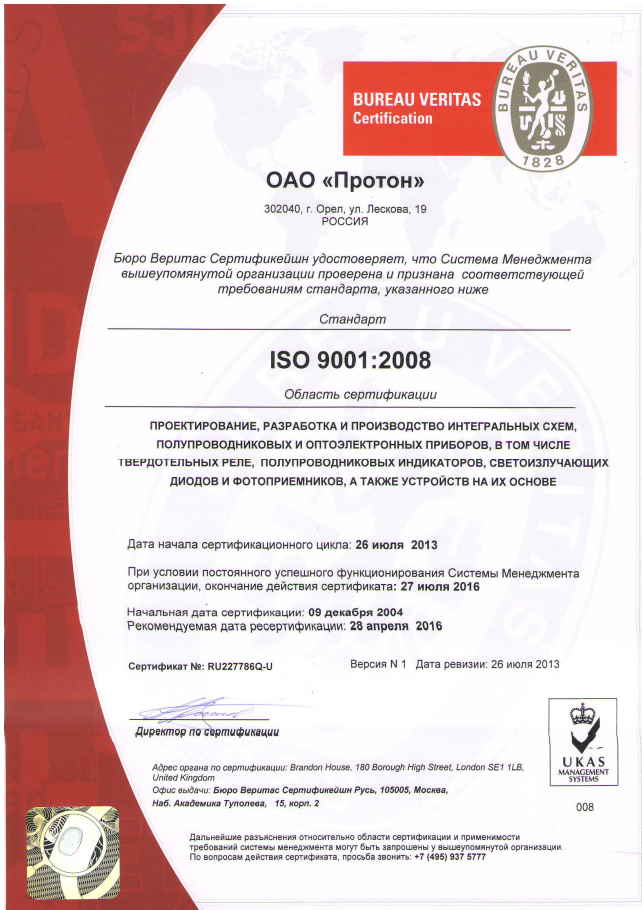 BUREAU VERITAS
Certification
BUREAU VERITAS
1828
ОАО «Протон»
302040, г. Орел, ул. Лескова, 19
РОССИЯ
Бюро Веритас Сертификейшн удостоверяет, что Система Менеджмента
вышеупомянутой организации проверена и признана соответствующей
требованиям стандарта, указанного ниже
Стандарт
ISO 9001:2008
Область сертификации
ПРОЕКТИРОВАНИЕ, РАЗРАБОТКА И ПРОИЗВОДСТВО ИНТЕГРАЛЬНЫХ СХЕМ,
ПОЛУПРОВОДНИКОВЫХ И ОПТОЭЛЕКТРОННЫХ ПРИБОРОВ, В ТОМ ЧИСЛЕ
ТВЕРДОТЕЛЬНЫХ РЕЛЕ, ПОЛУПРОВОДНИКОВЫХ ИНДИКАТОРОВ, СВЕТОИЗЛУЧАЮЩИХ
ДИОДОВ И ФОТОПРИЕМНИКОВ, А ТАКЖЕ УСТРОЙСТВ НА ИХ ОСНОВЕ
Дата начала сертификационного цикла: 26 июля 2013
При условии постоянного успешного функционирования Системы Менеджмента
организации, окончание действия сертификата: 27 июля 2016
Начальная дата сертификации: 09 декабря 2004
Рекомендуемая дата ресертификации: 28 апреля 2016
Сертификат №: RU227786Q-U
Версия N 1 Дата ревизии: 26 июля 2013
Директор по сертификации
UKAS
MANAGEMENT
SYSTEMS
008
Адрес органа по сертификации: Brandon House, 180 Borough High Street, London SE1 1LB,
United Kingdom
Офис выдачи: Бюро Веритас Сертификейшн Русь, 105005, Москва,
Наб. Академика Туполева, 15, корп. 2
Дальнейшие разъяснения относительно области сертификации и применимости
требований системы менеджмента могут быть запрошены у вышеупомянутой организации.
По вопросам действия сертификата, просьба звонить: +7 (495) 937 5777